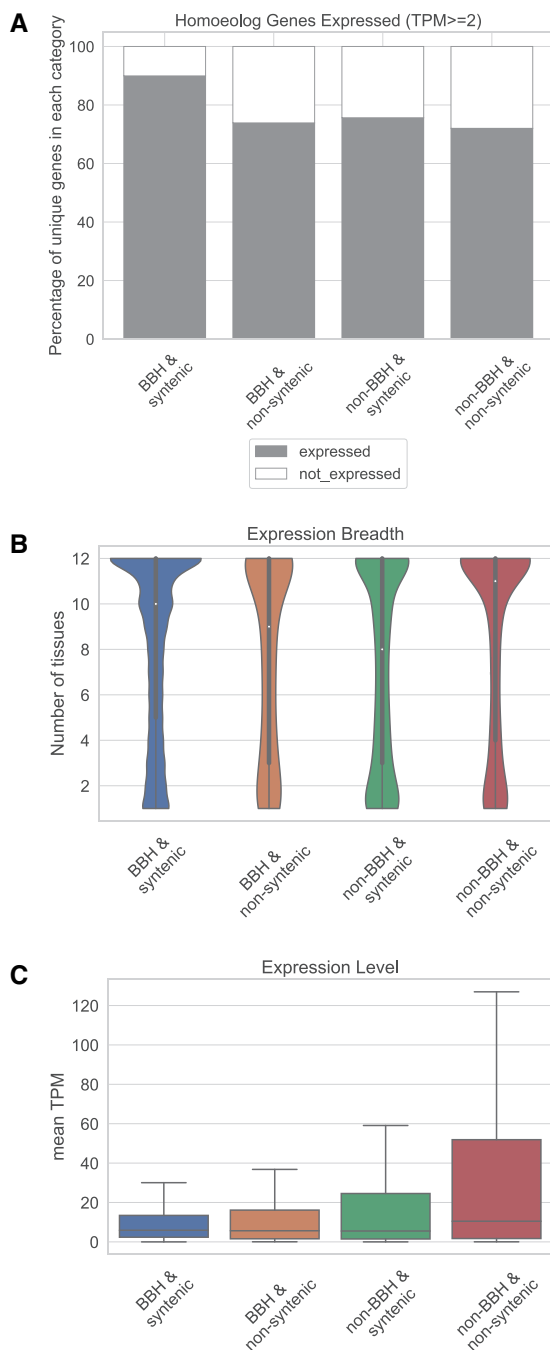 A
Homoeolog Genes Expressed (TPM>=2)
Percentage of unique genes in each category
100
80
60
40
20
0
BBH &
syntenic
BBH &
non-syntenic
non-BBH &
syntenic
non-BBH &
non-syntenic
expressed
not_expressed
B
Expression Breadth
Number of tissues
12
10
8
6
4
2
BBH &
syntenic
BBH &
non-syntenic
non-BBH &
syntenic
non-BBH &
non-syntenic
C
Expression Level
mean TPM
120
100
80
60
40
20
0
BBH &
syntenic
BBH &
non-syntenic
non-BBH &
syntenic
non-BBH &
non-syntenic